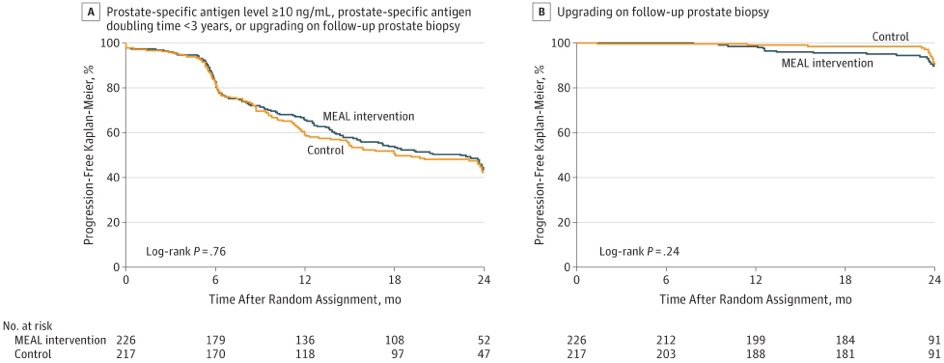 A Prostate-specific antigen level ≥10 ng/mL, prostate-specific antigen
doubling time <3 years, or upgrading on follow-up prostate biopsy
Progression-Free Kaplan-Meier, %
100
80
60
40
20
0
MEAL intervention
Control
Log-rank P = .76
0 6 12 18 24
Time After Random Assignment, mo
B Upgrading on follow-up prostate biopsy
Progression-Free Kaplan-Meier, %
100
80
60
40
20
0
Control
MEAL intervention
Log-rank P = .24
0 6 12 18 24
Time After Random Assignment, mo
No. at risk
MEAL intervention 226 179 136 108 52 226 212 199 184 91
Control 217 170 118 97 47 217 203 188 181 91